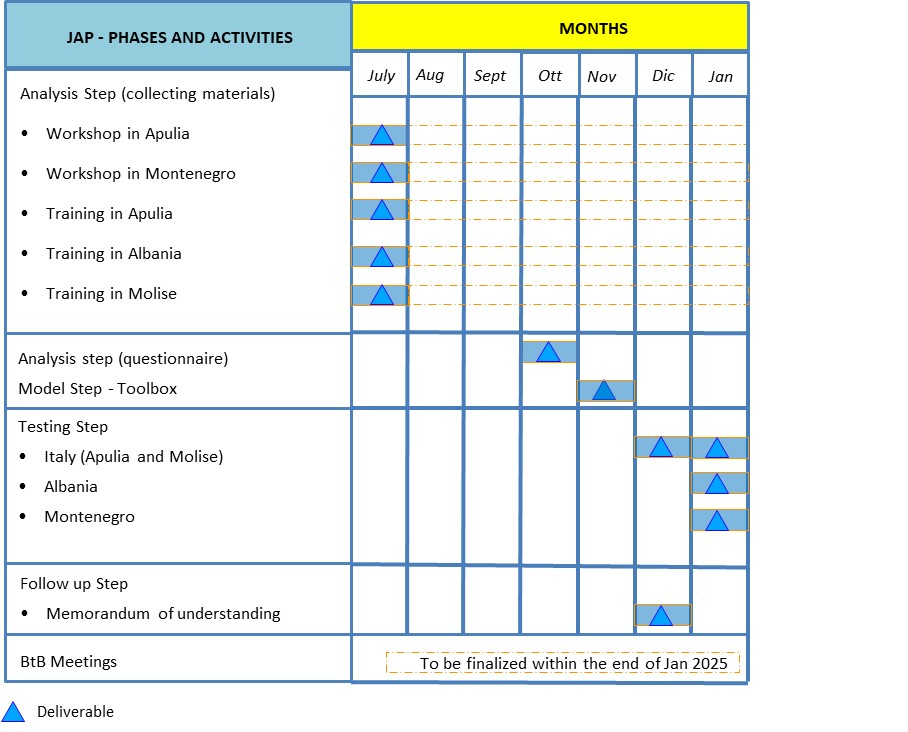 JAP - PHASES AND ACTIVITIES
MONTHS
July Aug Sept Ott Nov Dic Jan
Analysis Step (collecting materials)
• Workshop in Apulia
• Workshop in Montenegro
• Training in Apulia
• Training in Albania
• Training in Molise
Analysis step (questionnaire)
Model Step - Toolbox
Testing Step
• Italy (Apulia and Molise)
• Albania
• Montenegro
Follow up Step
• Memorandum of understanding
BtB Meetings
To be finalized within the end of Jan 2025
Deliverable